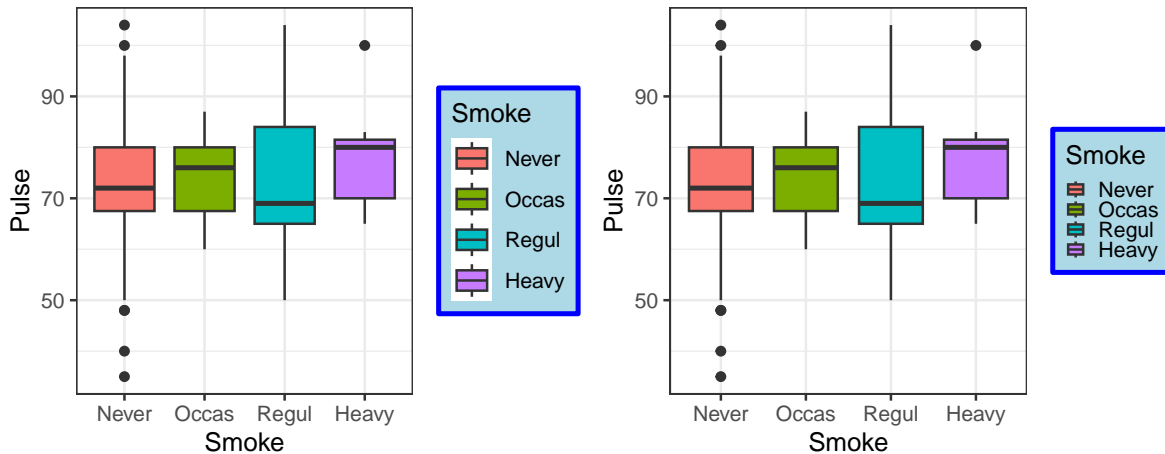 Pulse
90
70
50
Never Occas Regul Heavy
Smoke
Smoke
Never
Occas
Regul
Heavy
Pulse
90
70
50
Never Occas Regul Heavy
Smoke
Smoke
Never
Occas
Regul
Heavy